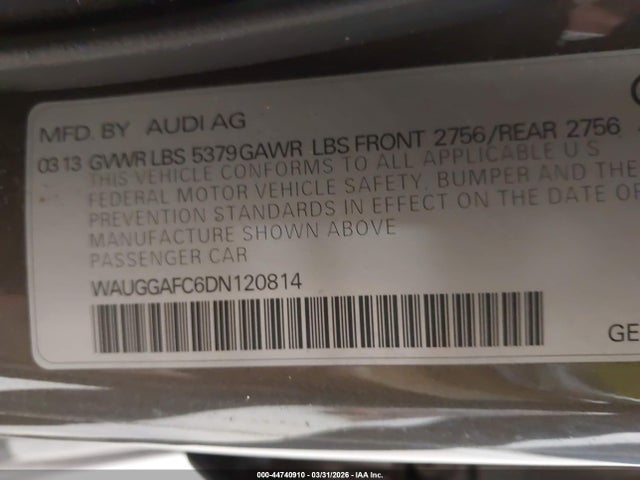 MFD. BY AUDI AG
03 13 GVWR LBS 5379 GAWR LBS FRONT 2756/REAR 2756
THIS VEHICLE CONFORMS TO ALL APPLICABLE U S
FEDERAL MOTOR VEHICLE SAFETY, BUMPER AND THE
PREVENTION STANDARDS IN EFFECT ON THE DATE OF
MANUFACTURE SHOWN ABOVE
PASSENGER CAR
WAUGGAFC6DN120814
GE
000-44740910 - 03/31/2026 - IAA Inc.